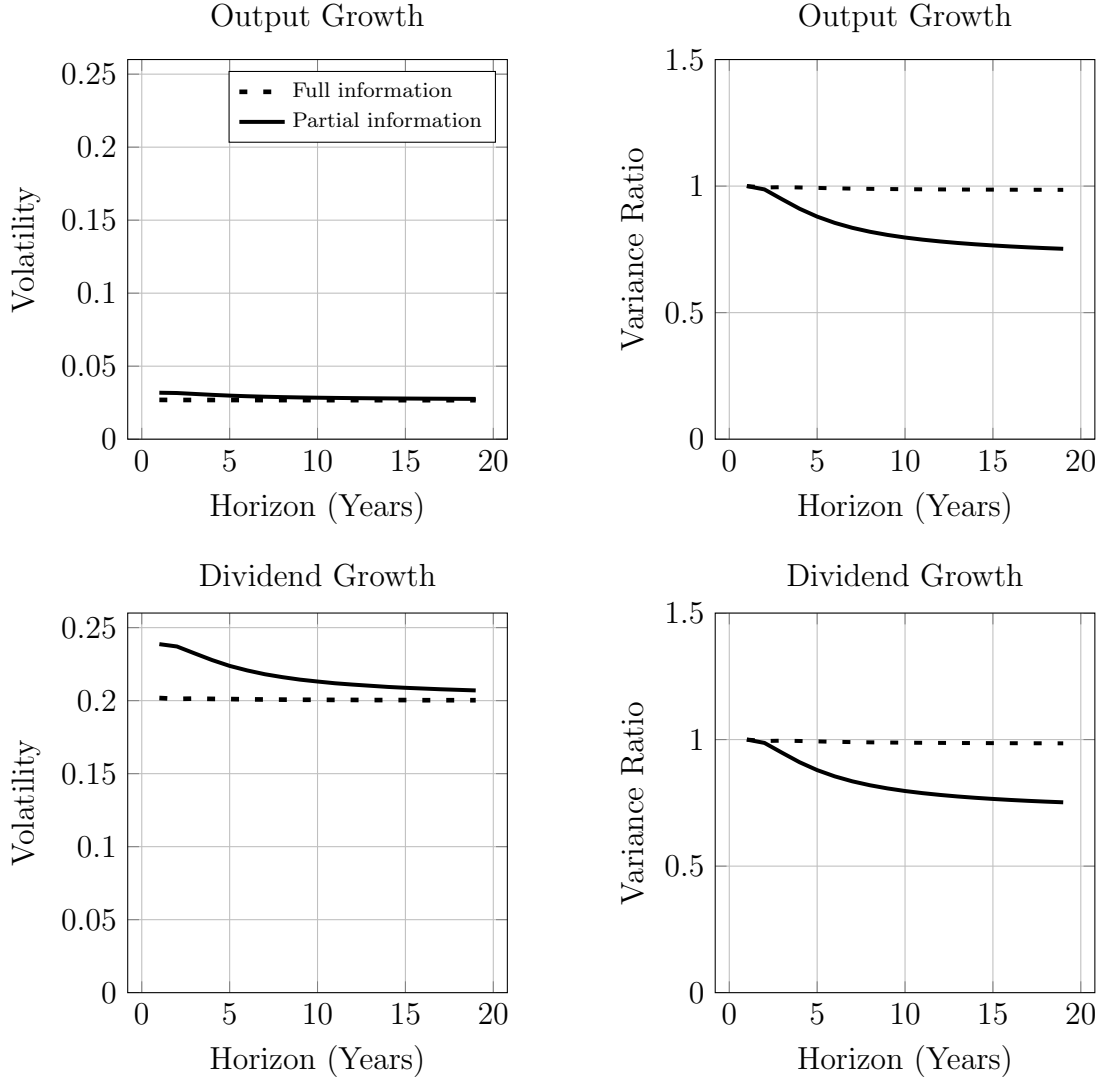 Output Growth
0.25
0.2
0.15
0.1
0.05
0
Volatility
Full information
Partial information
0 5 10 15 20
Horizon (Years)
Output Growth
1.5
1
0.5
0
Variance Ratio
0 5 10 15 20
Horizon (Years)
Dividend Growth
0.25
0.2
0.15
0.1
0.05
0
Volatility
0 5 10 15 20
Horizon (Years)
Dividend Growth
1.5
1
0.5
0
Variance Ratio
0 5 10 15 20
Horizon (Years)